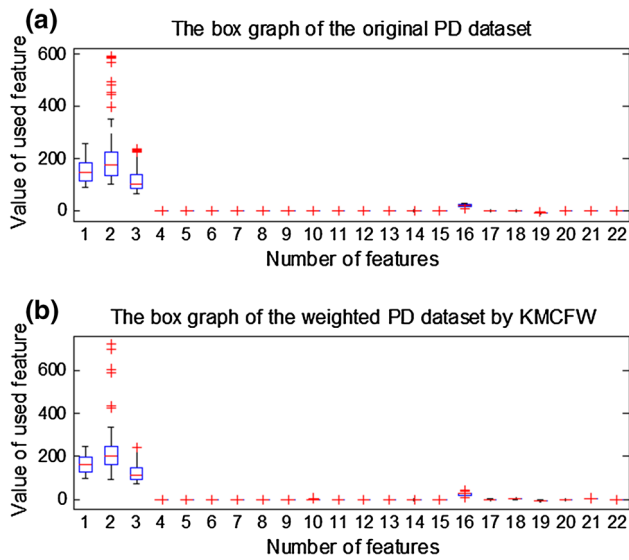 (a)
The box graph of the original PD dataset
Value of used feature
600
400
200
0
1 2 3 4 5 6 7 8 9 10 11 12 13 14 15 16 17 18 19 20 21 22
Number of features
(b)
The box graph of the weighted PD dataset by KMCFW
Value of used feature
600
400
200
0
1 2 3 4 5 6 7 8 9 10 11 12 13 14 15 16 17 18 19 20 21 22
Number of features